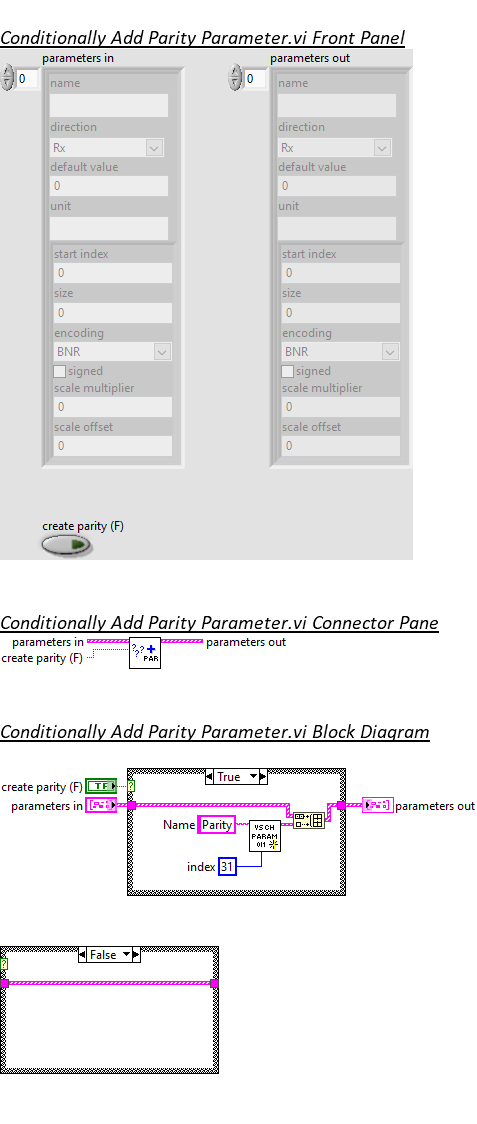 Conditionally Add Parity Parameter.vi Front Panel
parameters in
parameters out
0
0
name
name
direction
direction
Rx
Rx
default value
default value
0
0
unit
unit
start index
start index
0
0
size
size
0
0
encoding
encoding
BNR
BNR
signed
signed
scale multiplier
scale multiplier
0
0
scale offset
scale offset
0
0
create parity (F)
Conditionally Add Parity Parameter.vi Connector Pane
parameters in
parameters out
create parity (F)
?? +
??
PAR
Conditionally Add Parity Parameter.vi Block Diagram
True
create parity (F)
TF
?
parameters in
parameters out
Name
Parity
VS CH
PARAM
index
31
False
?